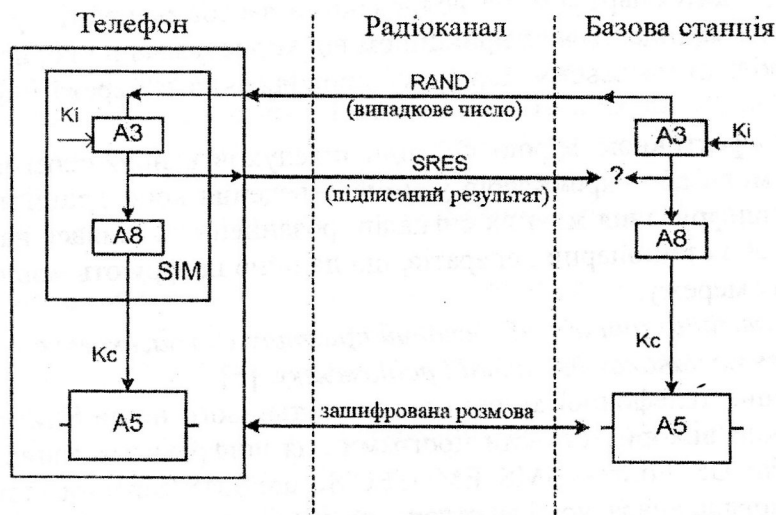 Телефон
Радіоканал
Базова станція
RAND
(випадкове число)
Ki
A3
A3
Ki
SRES
(підписаний результат)
?
A8
SIM
A8
Kc
Kc
A5
зашифрована розмова
A5